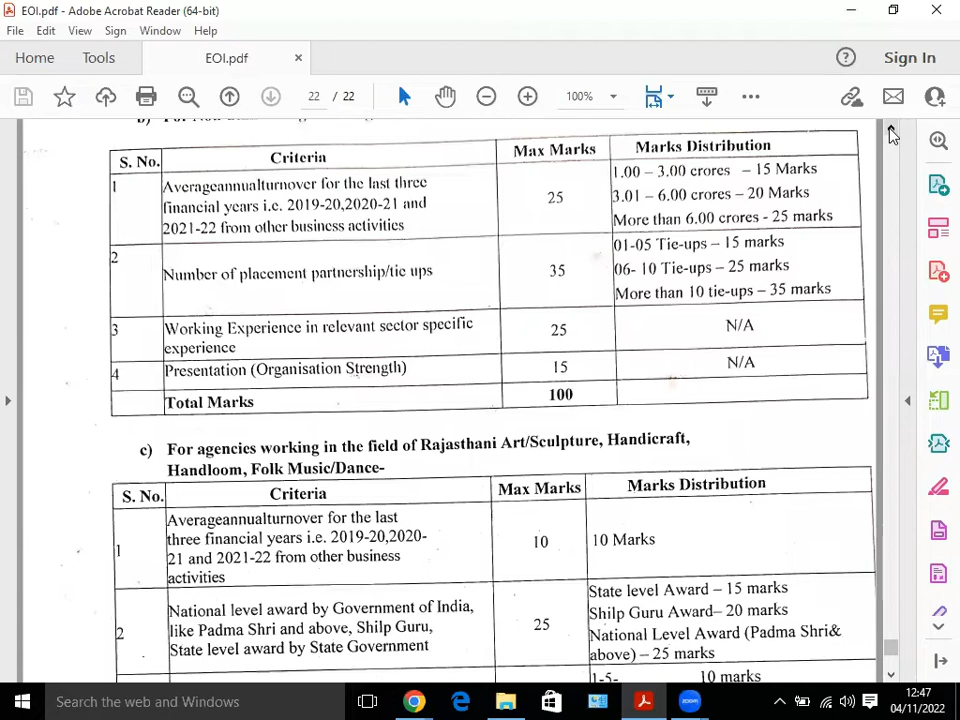 EOI.pdf - Adobe Acrobat Reader (64-bit)
File Edit View Sign Window Help
Home Tools EOI.pdf Sign In
22 / 22 100%
S. No. Criteria Max Marks Marks Distribution
1 Averageannualturnover for the last three financial years i.e. 2019-20,2020-21 and 2021-22 from other business activities 25 1.00 – 3.00 crores – 15 Marks
3.01 – 6.00 crores – 20 Marks
More than 6.00 crores - 25 marks
2 Number of placement partnership/tie ups 35 01-05 Tie-ups – 15 marks
06- 10 Tie-ups – 25 marks
More than 10 tie-ups – 35 marks
3 Working Experience in relevant sector specific experience 25 N/A
4 Presentation (Organisation Strength) 15 N/A
Total Marks 100
c) For agencies working in the field of Rajasthani Art/Sculpture, Handicraft,
Handloom, Folk Music/Dance-
S. No. Criteria Max Marks Marks Distribution
1 Averageannualturnover for the last three financial years i.e. 2019-20,2020-21 and 2021-22 from other business activities 10 10 Marks
2 National level award by Government of India, like Padma Shri and above, Shilp Guru, State level award by State Government 25 State level Award – 15 marks
Shilp Guru Award– 20 marks
National Level Award (Padma Shri& above) – 25 marks
1-5- 10 marks
Type here to search
12:47
04/11/2022